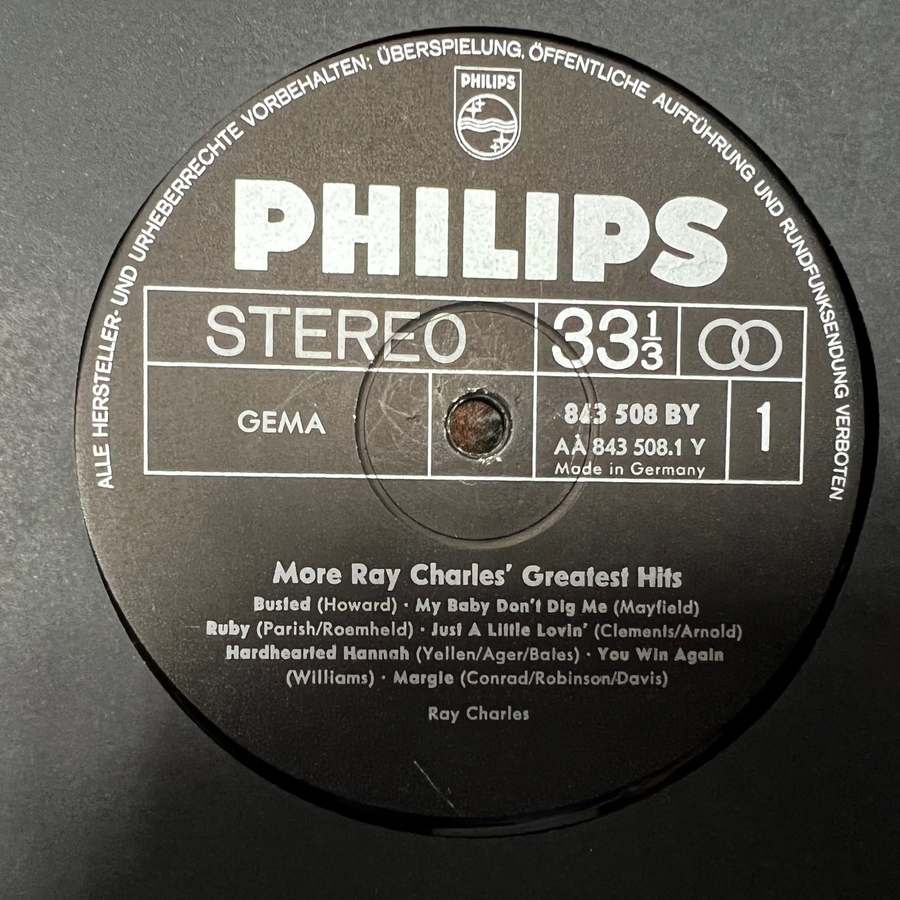 ALLE HERSTELLER- UND URHEBERRECHTE VORBEHALTEN; ÜBERSPIELUNG, ÖFFENTLICHE AUFFÜHRUNG UND RUNDFUNKSENDUNG VERBOTEN
PHILIPS
PHILIPS
STEREO
33 1/3
GEMA
843 508 BY
AA 843 508.1 Y
Made in Germany
1
More Ray Charles' Greatest Hits
Busted (Howard) · My Baby Don't Dig Me (Mayfield)
Ruby (Parish/Roemheld) · Just A Little Lovin' (Clements/Arnold)
Hardhearted Hannah (Yellen/Ager/Bates) · You Win Again
(Williams) · Margie (Conrad/Robinson/Davis)
Ray Charles